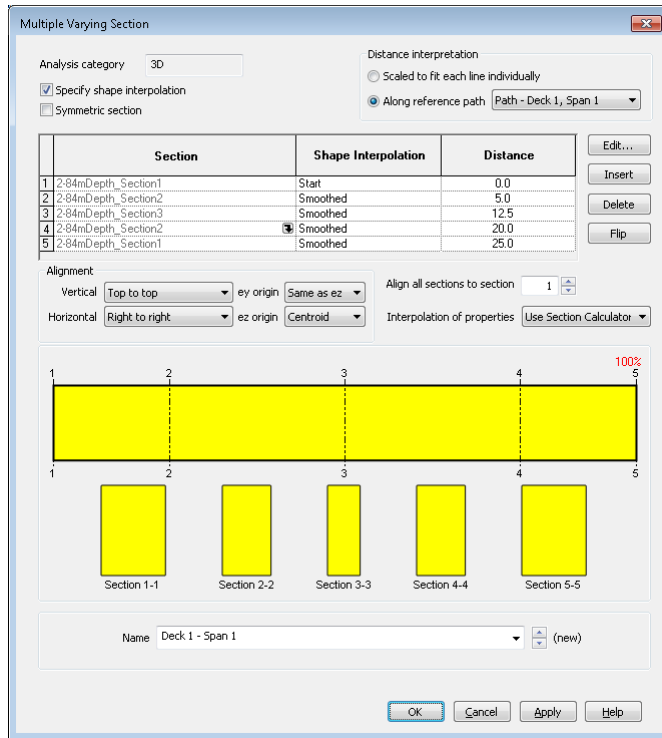 Multiple Varying Section
Analysis category 3D
Specify shape interpolation
Symmetric section
Distance interpretation
Scaled to fit each line individually
Along reference path Path - Deck 1, Span 1
Section Shape Interpolation Distance
1 2-84mDepth_Section1 Start 0.0
2 2-84mDepth_Section2 Smoothed 5.0
3 2-84mDepth_Section3 Smoothed 12.5
4 2-84mDepth_Section2 Smoothed 20.0
5 2-84mDepth_Section1 Smoothed 25.0
Edit...
Insert
Delete
Flip
Alignment
Vertical Top to top ey origin Same as ez
Horizontal Right to right ez origin Centroid
Align all sections to section 1
Interpolation of properties Use Section Calculator
100%
1 2 3 4 5
1 2 3 4 5
Section 1-1 Section 2-2 Section 3-3 Section 4-4 Section 5-5
Name Deck 1 - Span 1 (new)
OK Cancel Apply Help